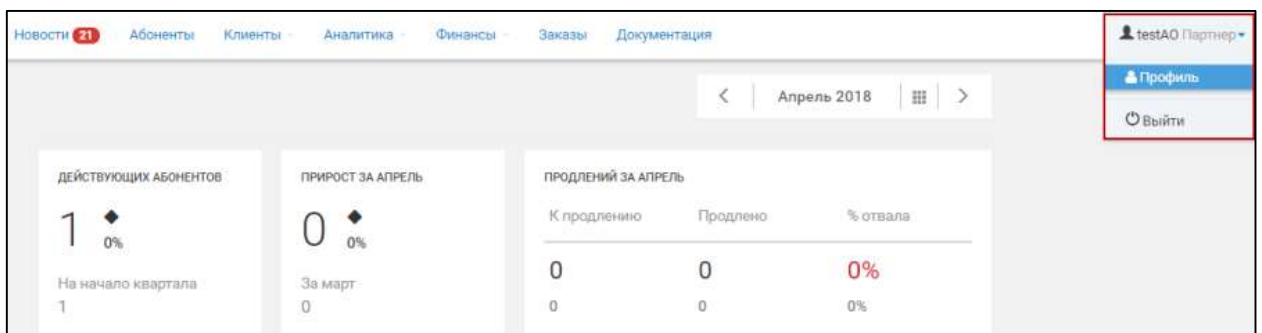 Новости 21 Абоненты Клиенты Аналитика Финансы Заказы Документация testAO Партнер
Профиль
Выйти
Апрель 2018
ДЕЙСТВУЮЩИХ АБОНЕНТОВ
1 0%
На начало квартала
1
ПРИРОСТ ЗА АПРЕЛЬ
0 0%
За март
0
ПРОДЛЕНИЙ ЗА АПРЕЛЬ
К продлению Продлено % отвала
0 0 0%
0 0 0%